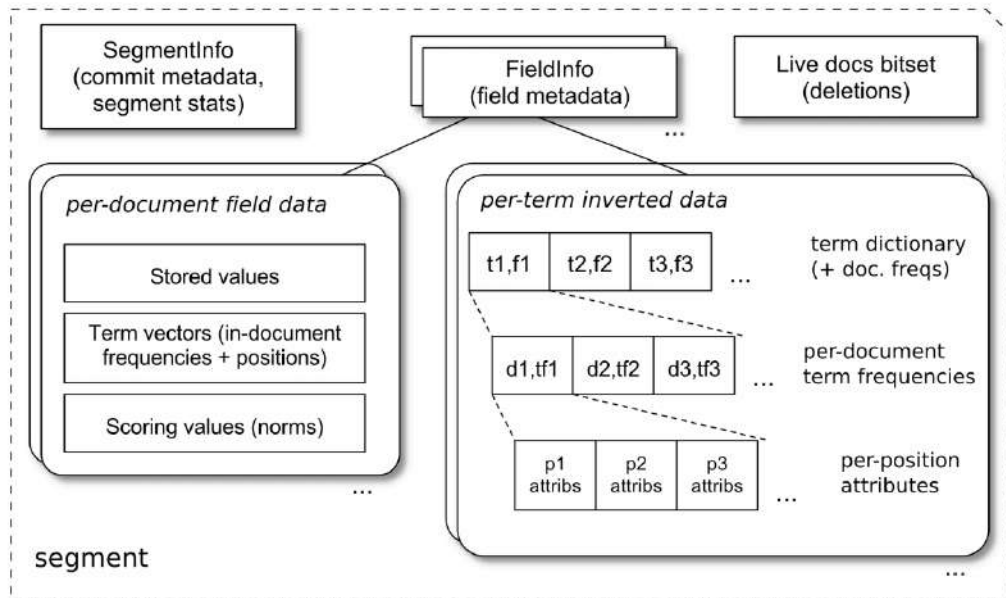 SegmentInfo
(commit metadata,
segment stats)
FieldInfo
(field metadata)
...
Live docs bitset
(deletions)
per-document field data
Stored values
Term vectors (in-document
frequencies + positions)
Scoring values (norms)
...
per-term inverted data
t1,f1 t2,f2 t3,f3 ...
term dictionary
(+ doc. freqs)
d1,tf1 d2,tf2 d3,tf3 ...
per-document
term frequencies
p1 p2 p3
attribs attribs attribs ...
per-position
attributes
...
segment